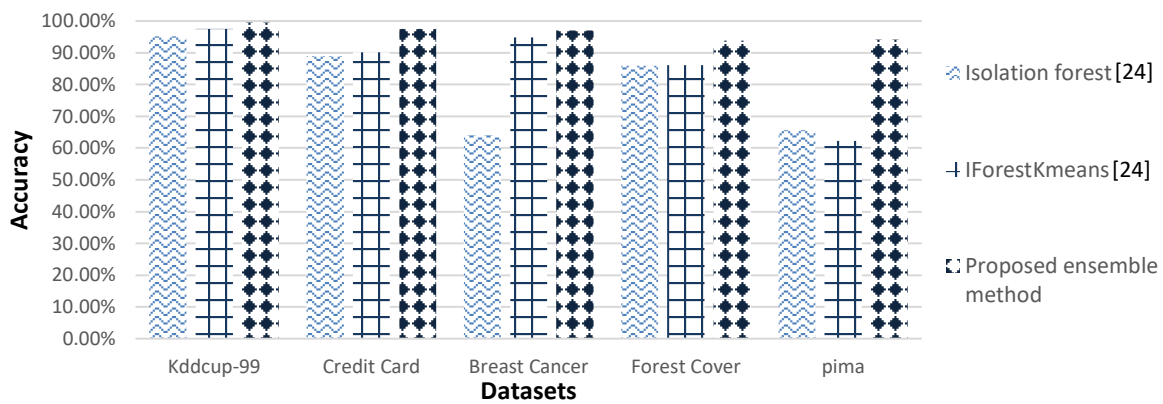 100.00%
90.00%
80.00%
70.00%
60.00%
50.00%
40.00%
30.00%
20.00%
10.00%
0.00%
Accuracy
Kddcup-99
Credit Card
Breast Cancer
Forest Cover
pima
Datasets
Isolation forest [24]
IForestKmeans [24]
Proposed ensemble
method